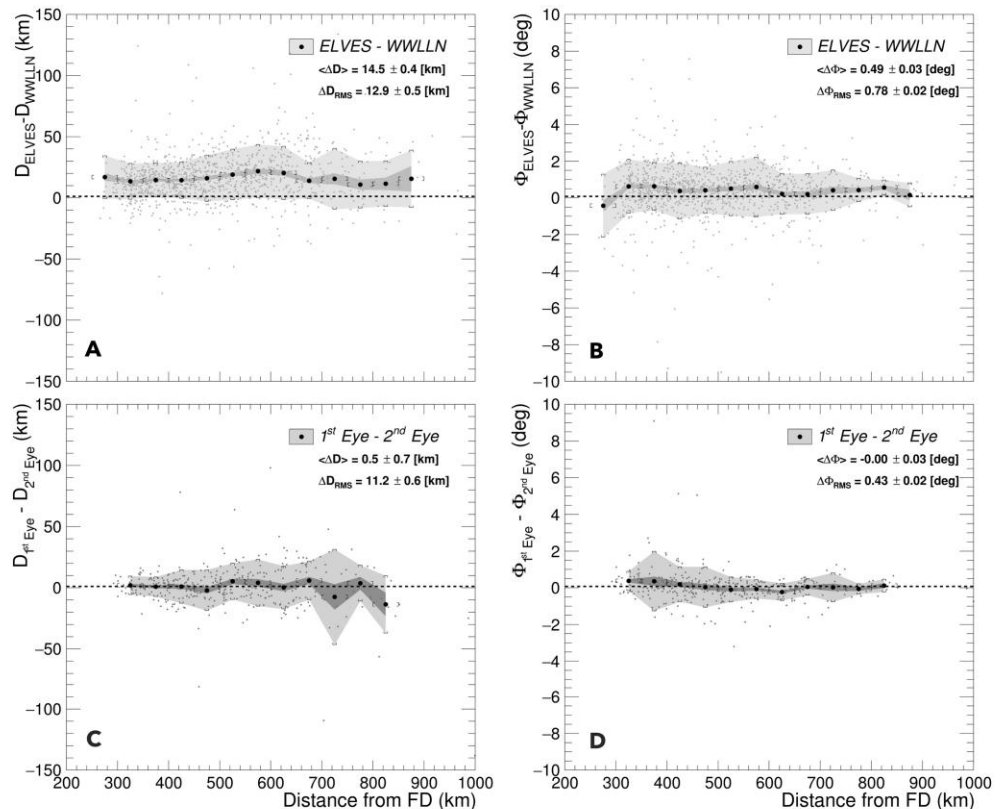 D_ELVES-D_WWLLN (km)
150
100
50
0
−50
−100
−150
ELVES - WWLLN
<ΔD> = 14.5 ± 0.4 [km]
ΔD_RMS = 12.9 ± 0.5 [km]
A
Φ_ELVES-Φ_WWLLN (deg)
10
8
6
4
2
0
−2
−4
−6
−8
−10
ELVES - WWLLN
<ΔΦ> = 0.49 ± 0.03 [deg]
ΔΦ_RMS = 0.78 ± 0.02 [deg]
B
D_1st Eye - D_2nd Eye (km)
150
100
50
0
−50
−100
−150
1st Eye - 2nd Eye
<ΔD> = 0.5 ± 0.7 [km]
ΔD_RMS = 11.2 ± 0.6 [km]
C
200 300 400 500 600 700 800 900 1000
Distance from FD (km)
Φ_1st Eye - Φ_2nd Eye (deg)
10
8
6
4
2
0
−2
−4
−6
−8
−10
1st Eye - 2nd Eye
<ΔΦ> = -0.00 ± 0.03 [deg]
ΔΦ_RMS = 0.43 ± 0.02 [deg]
D
200 300 400 500 600 700 800 900 1000
Distance from FD (km)